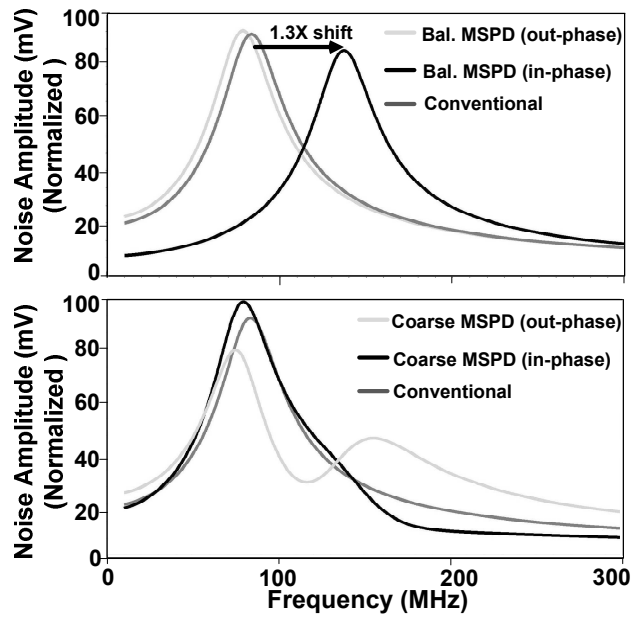 Noise Amplitude (mV)
(Normalized )
100
80
60
40
20
0
1.3X shift
Bal. MSPD (out-phase)
Bal. MSPD (in-phase)
Conventional
Noise Amplitude (mV)
(Normalized )
100
80
60
40
20
0
Coarse MSPD (out-phase)
Coarse MSPD (in-phase)
Conventional
0 100 200 300
Frequency (MHz)